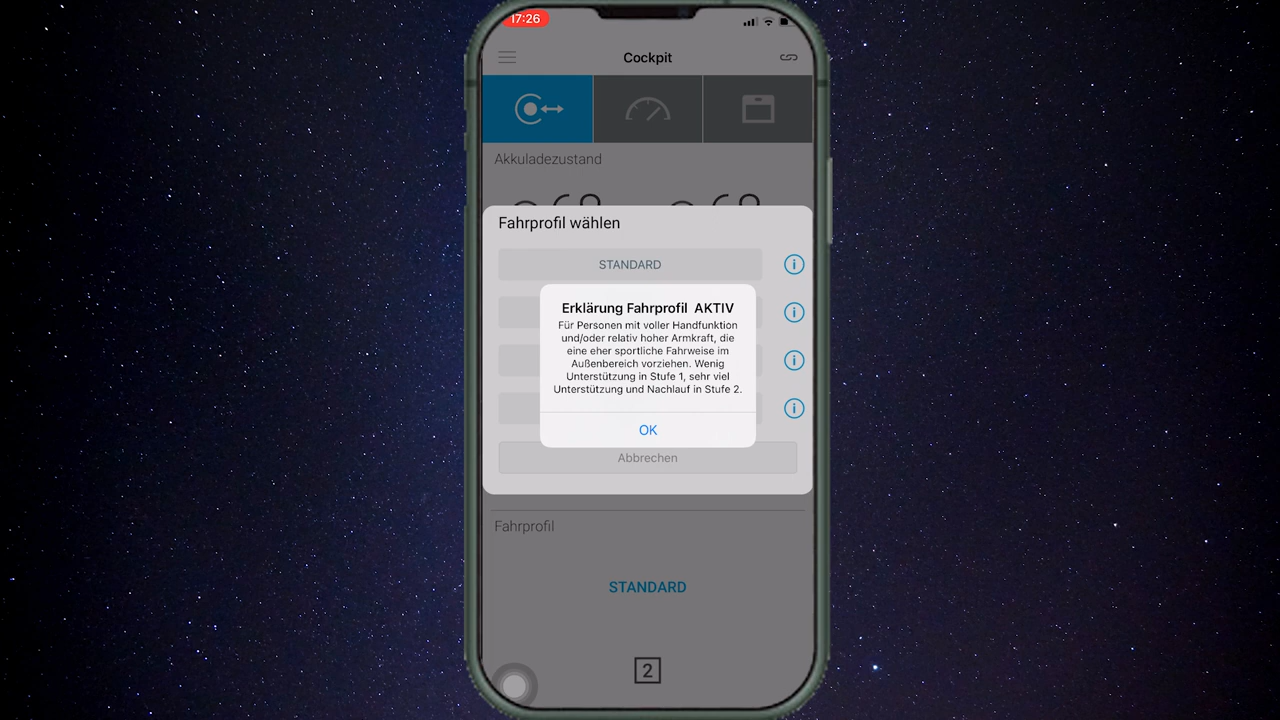 17:26
Cockpit
Akkuladezustand
Fahrprofil wählen
STANDARD
Erklärung Fahrprofil AKTIV
Für Personen mit voller Handfunktion
und/oder relativ hoher Armkraft, die
eine eher sportliche Fahrweise im
Außenbereich vorziehen. Wenig
Unterstützung in Stufe 1, sehr viel
Unterstützung und Nachlauf in Stufe 2.
OK
Abbrechen
Fahrprofil
STANDARD
2